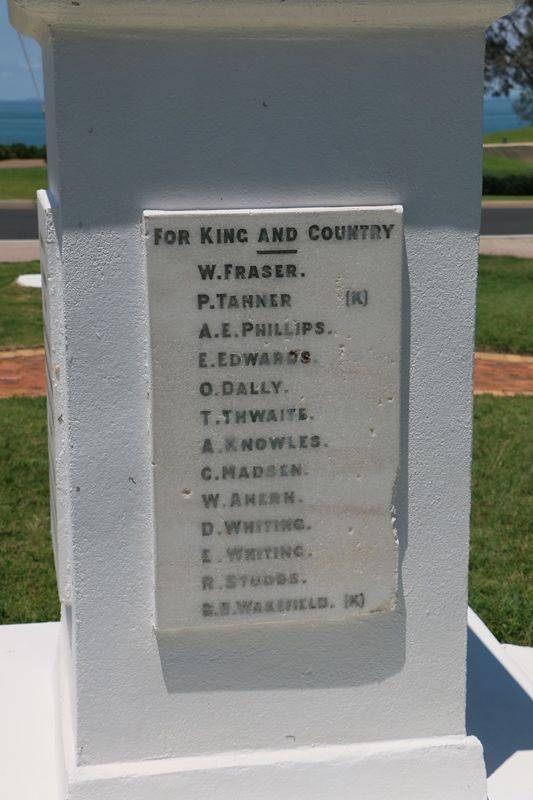 FOR KING AND COUNTRY
W. FRASER.
P. TANNER (K)
A.E. PHILLIPS.
E. EDWARDS.
O. DALLY.
T. THWAITE.
A. KNOWLES.
C. MADSEN.
W. AHERN.
D. WHITING.
E. WHITING.
R. STUBBS.
WAKEFIELD. (K)